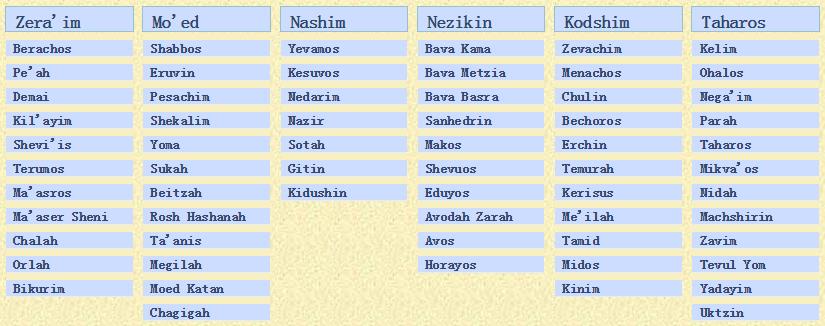 Zera'im Mo'ed Nashim Nezikin Kodshim Taharos
Berachos Shabbos Yevamos Bava Kama Zevachim Kelim
Pe'ah Eruvin Kesuvos Bava Metzia Menachos Ohalos
Demai Pesachim Nedarim Bava Basra Chulin Nega'im
Kil'ayim Shekalim Nazir Sanhedrin Bechoros Parah
Shevi'is Yoma Sotah Makos Erchin Taharos
Terumos Sukah Gitin Shevuos Temurah Mikva'os
Ma'asros Beitzah Kidushin Eduyos Kerisus Nidah
Ma'aser Sheni Rosh Hashanah Avodah Zarah Me'ilah Machshirin
Chalah Ta'anis Avos Tamid Zavim
Orlah Megilah Horayos Midos Tevul Yom
Bikurim Moed Katan Kinim Yadayim
Chagigah Uktzin